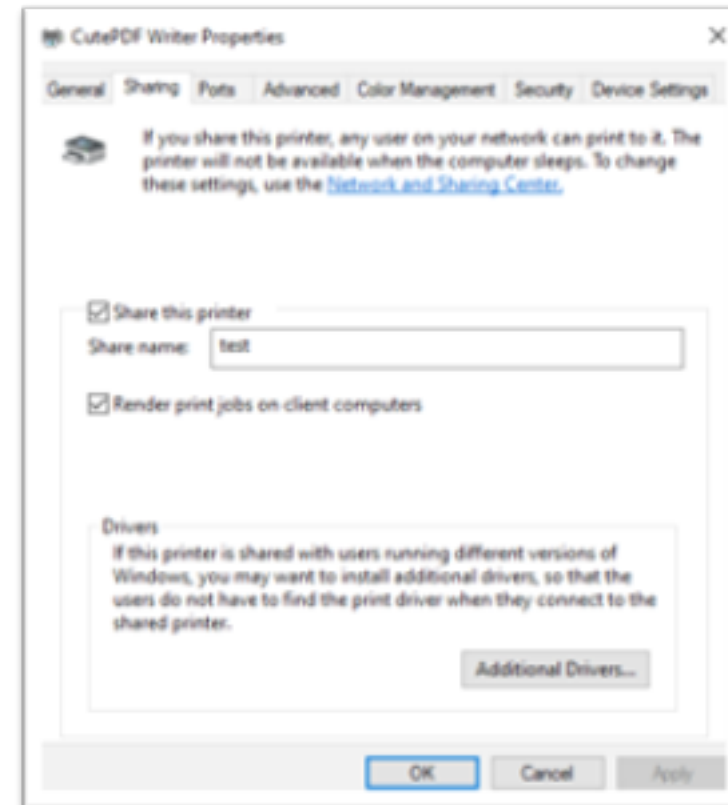 CutePDF Writer Properties
General Sharing Ports Advanced Color Management Security Device Settings
If you share this printer, any user on your network can print to it. The
printer will not be available when the computer sleeps. To change
these settings, use the Network and Sharing Center.
Share this printer
Share name: test
Render print jobs on client computers
Drivers
If this printer is shared with users running different versions of
Windows, you may want to install additional drivers, so that the
users do not have to find the print driver when they connect to the
shared printer.
Additional Drivers...
OK Cancel Apply